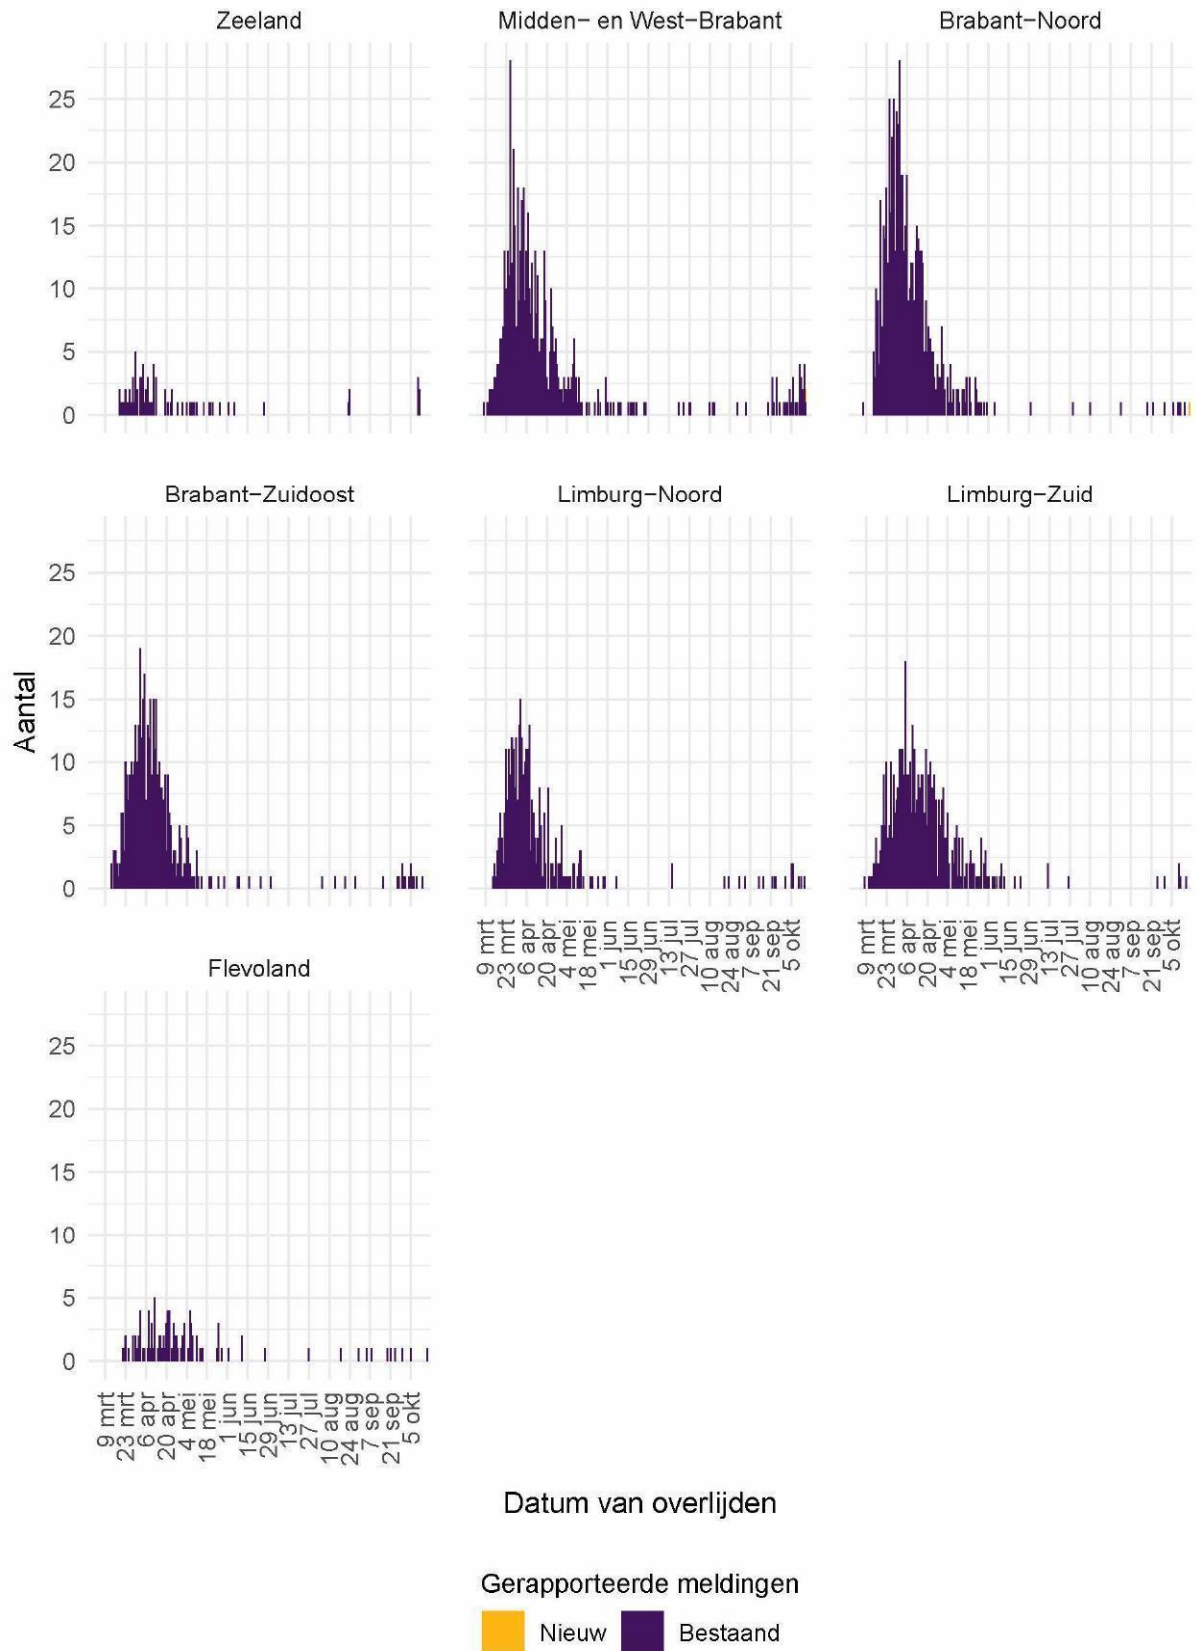 Zeeland
Midden- en West-Brabant
Brabant-Noord
25
20
15
10
5
0
Brabant-Zuidoost
Limburg-Noord
Limburg-Zuid
Aantal
25
20
15
10
5
0
9 mrt
23 mrt
6 apr
20 apr
4 mei
18 mei
1 jun
15 jun
29 jun
13 jul
27 jul
10 aug
24 aug
7 sep
21 sep
5 okt
9 mrt
23 mrt
6 apr
20 apr
4 mei
18 mei
1 jun
15 jun
29 jun
13 jul
27 jul
10 aug
24 aug
7 sep
21 sep
5 okt
Flevoland
25
20
15
10
5
0
9 mrt
23 mrt
6 apr
20 apr
4 mei
18 mei
1 jun
15 jun
29 jun
13 jul
27 jul
10 aug
24 aug
7 sep
21 sep
5 okt
Datum van overlijden
Gerapporteerde meldingen
Nieuw
Bestaand